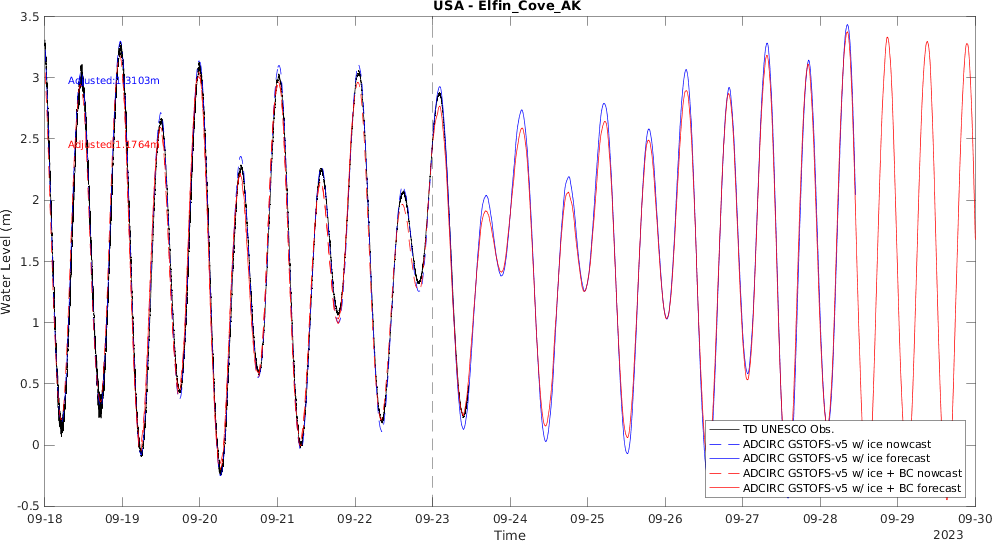 USA - Elfin_Cove_AK
3.5
3
2.5
2
1.5
1
0.5
0
-0.5
Water Level (m)
Adjusted:1.3103m
Adjusted:1.1764m
TD UNESCO Obs.
ADCIRC GSTOFS-v5 w/ ice nowcast
ADCIRC GSTOFS-v5 w/ ice forecast
ADCIRC GSTOFS-v5 w/ ice + BC nowcast
ADCIRC GSTOFS-v5 w/ ice + BC forecast
09-18 09-19 09-20 09-21 09-22 09-23 09-24 09-25 09-26 09-27 09-28 09-29 09-30
Time
2023